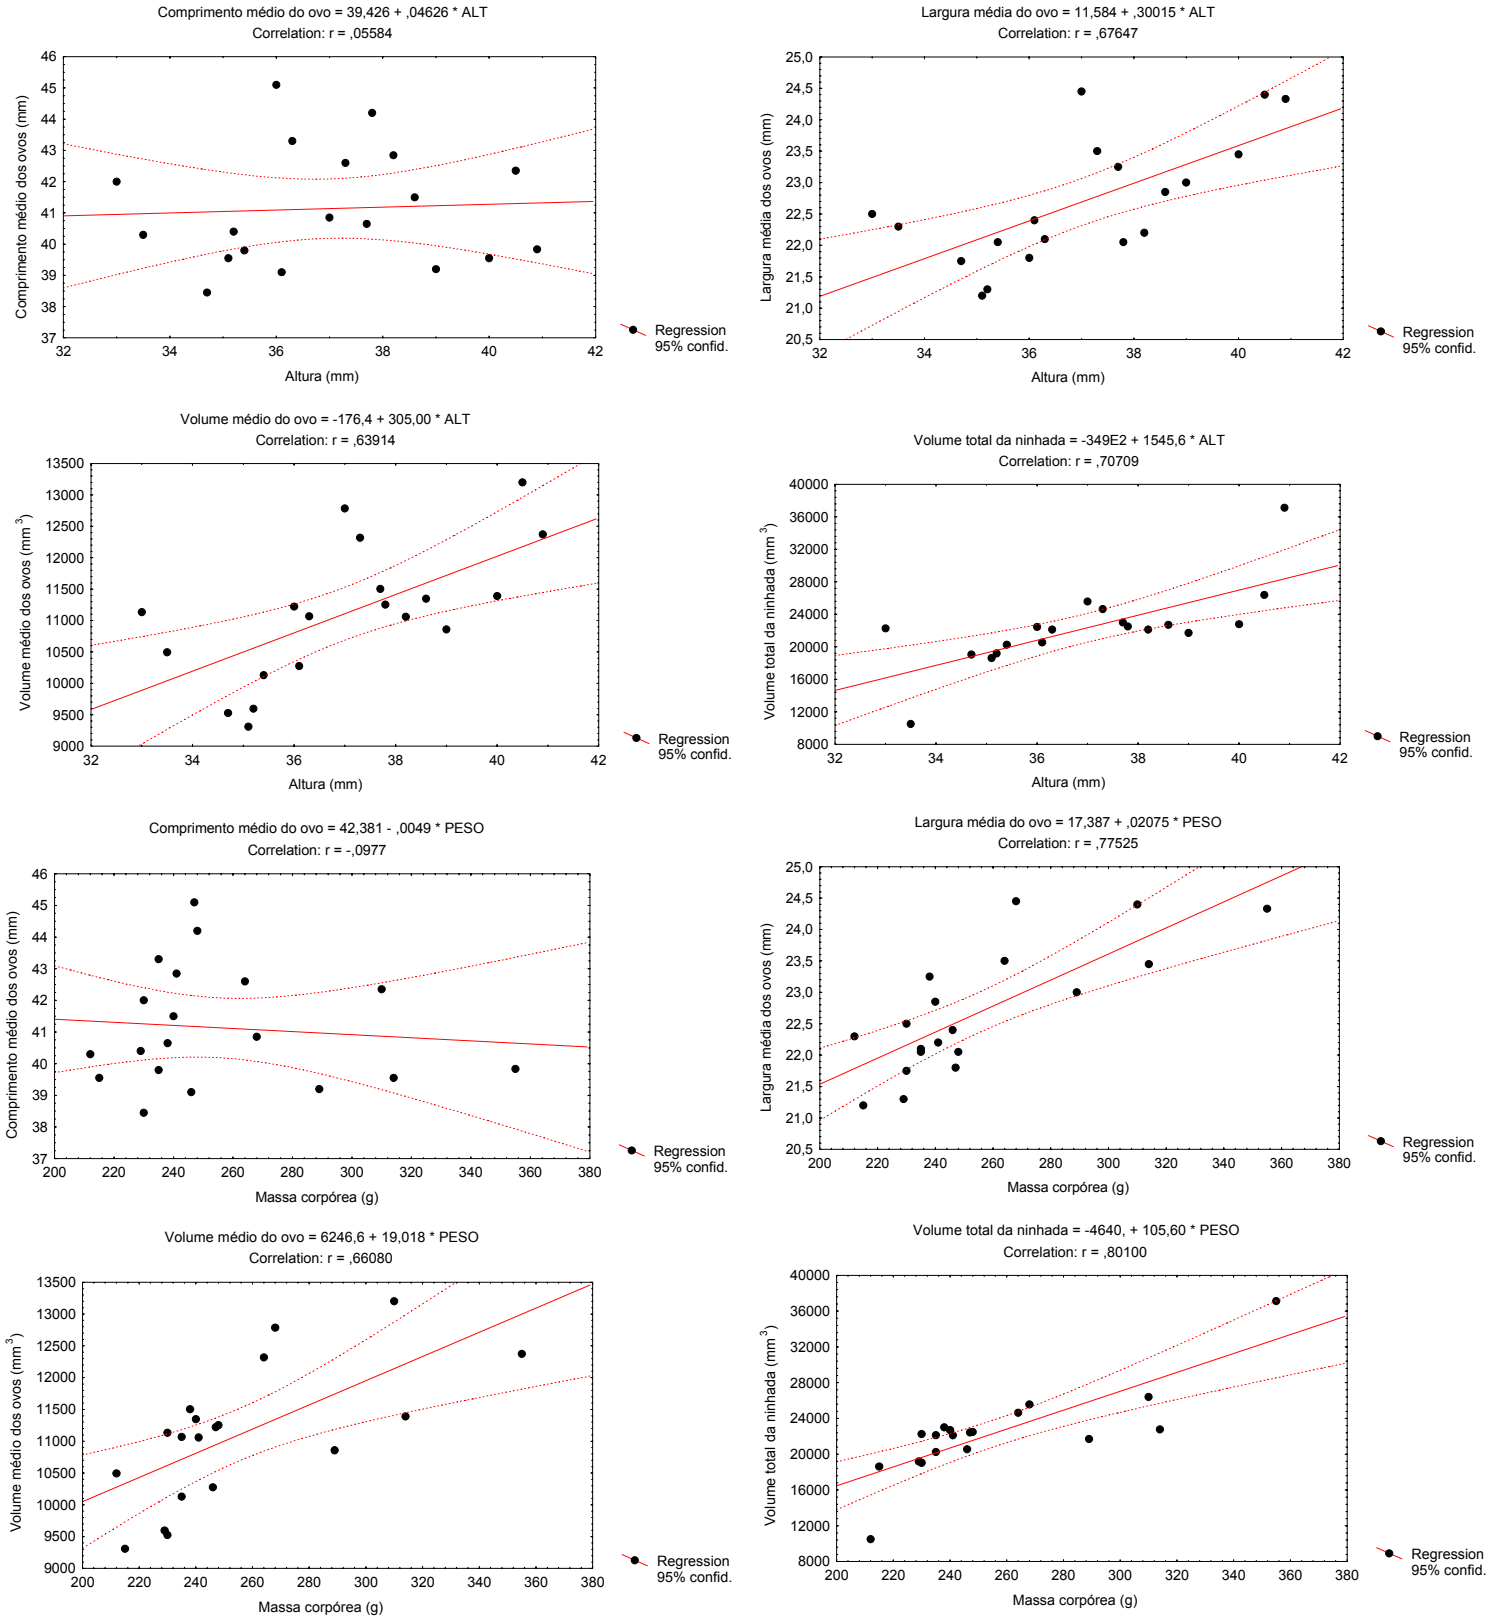 Comprimento médio do ovo = 39,426 + ,04626 * ALT
Correlation: r = ,05584
Comprimento médio dos ovos (mm)
46
45
44
43
42
41
40
39
38
37
32 34 36 38 40 42
Altura (mm)
Regression
95% confid.
Largura média do ovo = 11,584 + ,30015 * ALT
Correlation: r = ,67647
Largura média dos ovos (mm)
25,0
24,5
24,0
23,5
23,0
22,5
22,0
21,5
21,0
20,5
32 34 36 38 40 42
Altura (mm)
Regression
95% confid.
Volume médio do ovo = -176,4 + 305,00 * ALT
Correlation: r = ,63914
Volume médio dos ovos (mm³)
13500
13000
12500
12000
11500
11000
10500
10000
9500
9000
32 34 36 38 40 42
Altura (mm)
Regression
95% confid.
Volume total da ninhada = -349E2 + 1545,6 * ALT
Correlation: r = ,70709
Volume total da ninhada (mm³)
40000
36000
32000
28000
24000
20000
16000
12000
8000
32 34 36 38 40 42
Altura (mm)
Regression
95% confid.
Comprimento médio do ovo = 42,381 - ,0049 * PESO
Correlation: r = -,0977
Comprimento médio dos ovos (mm)
46
45
44
43
42
41
40
39
38
37
200 220 240 260 280 300 320 340 360 380
Massa corpórea (g)
Regression
95% confid.
Largura média do ovo = 17,387 + ,02075 * PESO
Correlation: r = ,77525
Largura média dos ovos (mm)
25,0
24,5
24,0
23,5
23,0
22,5
22,0
21,5
21,0
20,5
200 220 240 260 280 300 320 340 360 380
Massa corpórea (g)
Regression
95% confid.
Volume médio do ovo = 6246,6 + 19,018 * PESO
Correlation: r = ,66080
Volume médio dos ovos (mm³)
13500
13000
12500
12000
11500
11000
10500
10000
9500
9000
200 220 240 260 280 300 320 340 360 380
Massa corpórea (g)
Regression
95% confid.
Volume total da ninhada = -4640, + 105,60 * PESO
Correlation: r = ,80100
Volume total da ninhada (mm³)
40000
36000
32000
28000
24000
20000
16000
12000
8000
200 220 240 260 280 300 320 340 360 380
Massa corpórea (g)
Regression
95% confid.